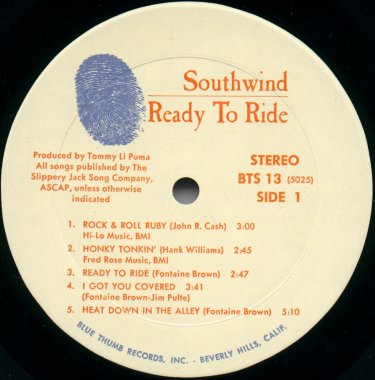 Southwind
Ready To Ride
Produced by Tommy Li Puma
All songs published by The
Slippery Jack Song Company,
ASCAP, unless otherwise
indicated
STEREO
BTS 13 (5025)
SIDE 1
1. ROCK & ROLL RUBY (John R. Cash) 3:00
Hi-Lo Music, BMI
2. HONKY TONKIN' (Hank Williams) 2:45
Fred Rose Music, BMI
3. READY TO RIDE (Fontaine Brown) 2:47
4. I GOT YOU COVERED 3:41
(Fontaine Brown-Jim Pulte)
5. HEAT DOWN IN THE ALLEY (Fontaine Brown) 5:10
BLUE THUMB RECORDS, INC. - BEVERLY HILLS, CALIF.